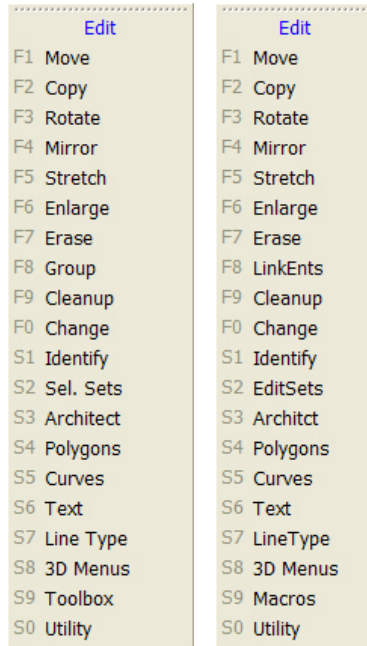 Edit
F1 Move
F2 Copy
F3 Rotate
F4 Mirror
F5 Stretch
F6 Enlarge
F7 Erase
F8 Group
F9 Cleanup
F0 Change
S1 Identify
S2 Sel. Sets
S3 Architect
S4 Polygons
S5 Curves
S6 Text
S7 Line Type
S8 3D Menus
S9 Toolbox
S0 Utility
Edit
F1 Move
F2 Copy
F3 Rotate
F4 Mirror
F5 Stretch
F6 Enlarge
F7 Erase
F8 LinkEnts
F9 Cleanup
F0 Change
S1 Identify
S2 EditSets
S3 Architct
S4 Polygons
S5 Curves
S6 Text
S7 LineType
S8 3D Menus
S9 Macros
S0 Utility